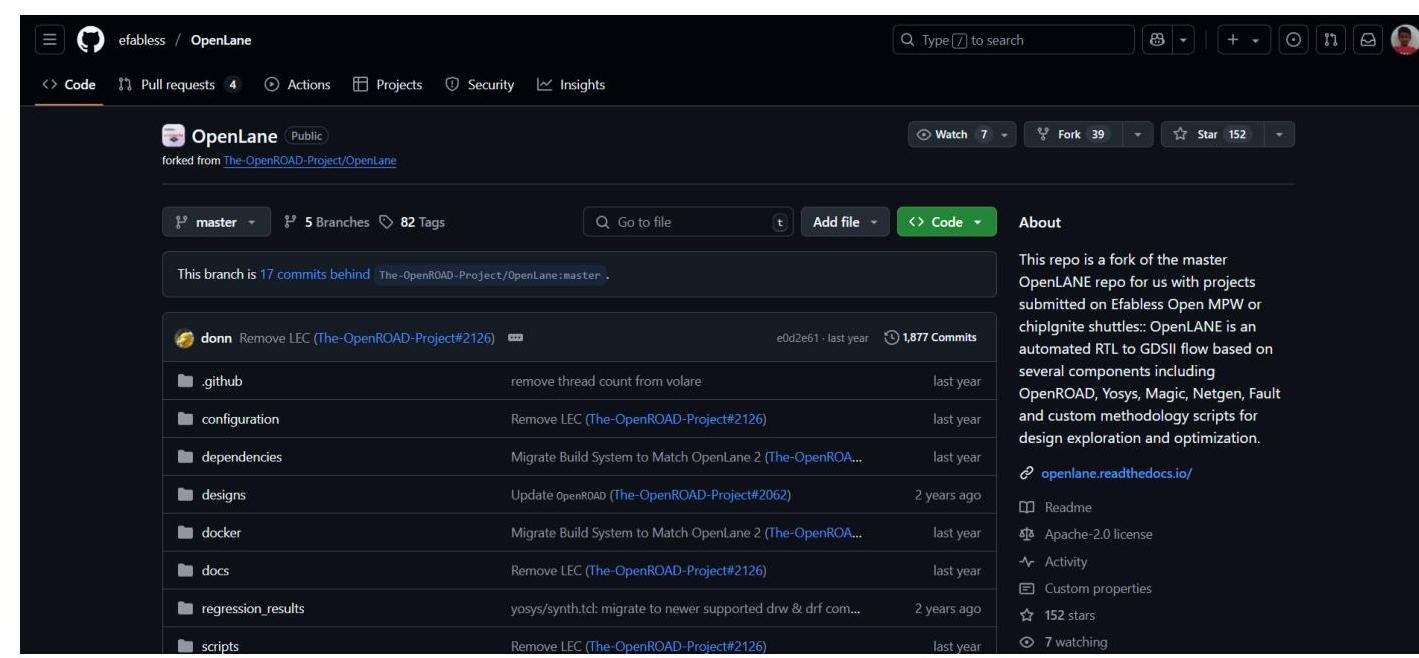 efabless / OpenLane
Type / to search
Code
Pull requests 4
Actions
Projects
Security
Insights
OpenLane Public
Watch 7
Fork 39
Star 152
forked from The-OpenROAD-Project/OpenLane
master
5 Branches
82 Tags
Go to file
t
Add file
Code
This branch is 17 commits behind The-OpenROAD-Project/OpenLane:master .
donn Remove LEC (The-OpenROAD-Project#2126)
e0d2e61 · last year
1,877 Commits
.github remove thread count from volare last year
configuration Remove LEC (The-OpenROAD-Project#2126) last year
dependencies Migrate Build System to Match OpenLane 2 (The-OpenROA... last year
designs Update OpenROAD (The-OpenROAD-Project#2062) 2 years ago
docker Migrate Build System to Match OpenLane 2 (The-OpenROA... last year
docs Remove LEC (The-OpenROAD-Project#2126) last year
regression_results yosys/synth.tcl: migrate to newer supported drw & drf com... 2 years ago
scripts Remove LEC (The-OpenROAD-Project#2126) last year
About
This repo is a fork of the master
OpenLANE repo for us with projects
submitted on Efabless Open MPW or
chipIgnite shuttles:: OpenLANE is an
automated RTL to GDSII flow based on
several components including
OpenROAD, Yosys, Magic, Netgen, Fault
and custom methodology scripts for
design exploration and optimization.
openlane.readthedocs.io/
Readme
Apache-2.0 license
Activity
Custom properties
152 stars
7 watching